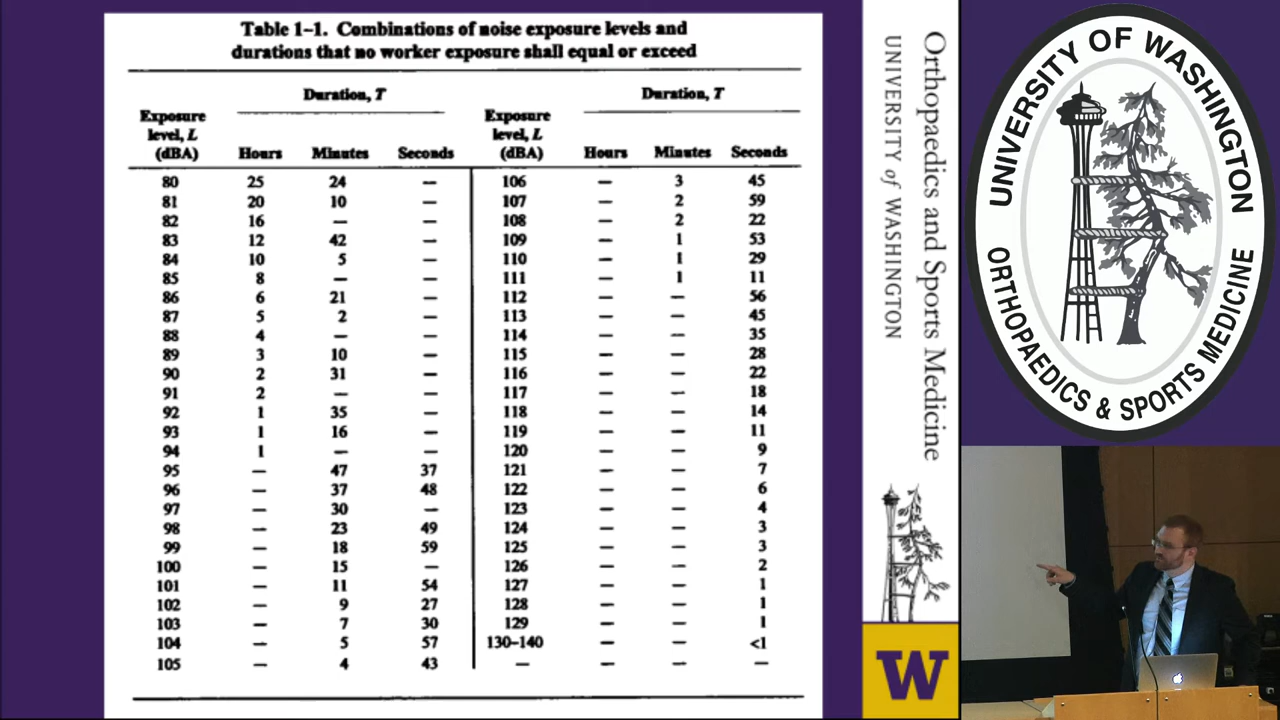 Table 1–1. Combinations of noise exposure levels and
durations that no worker exposure shall equal or exceed
Duration, T
Exposure
level, L
(dBA) Hours Minutes Seconds
80 25 24 —
81 20 10 —
82 16 — —
83 12 42 —
84 10 5 —
85 8 — —
86 6 21 —
87 5 2 —
88 4 — —
89 3 10 —
90 2 31 —
91 2 — —
92 1 35 —
93 1 16 —
94 1 — —
95 — 47 37
96 — 37 48
97 — 30 —
98 — 23 49
99 — 18 59
100 — 15 —
101 — 11 54
102 — 9 27
103 — 7 30
104 — 5 57
105 — 4 43
Duration, T
Exposure
level, L
(dBA) Hours Minutes Seconds
106 — 3 45
107 — 2 59
108 — 2 22
109 — 1 53
110 — 1 29
111 — 1 11
112 — — 56
113 — — 45
114 — — 35
115 — — 28
116 — — 22
117 — — 18
118 — — 14
119 — — 11
120 — — 9
121 — — 7
122 — — 6
123 — — 4
124 — — 3
125 — — 3
126 — — 2
127 — — 1
128 — — 1
129 — — 1
130–140 — — <1
— — — —
Orthopaedics and Sports Medicine
UNIVERSITY of WASHINGTON
W
UNIVERSITY OF WASHINGTON
ORTHOPAEDICS & SPORTS MEDICINE